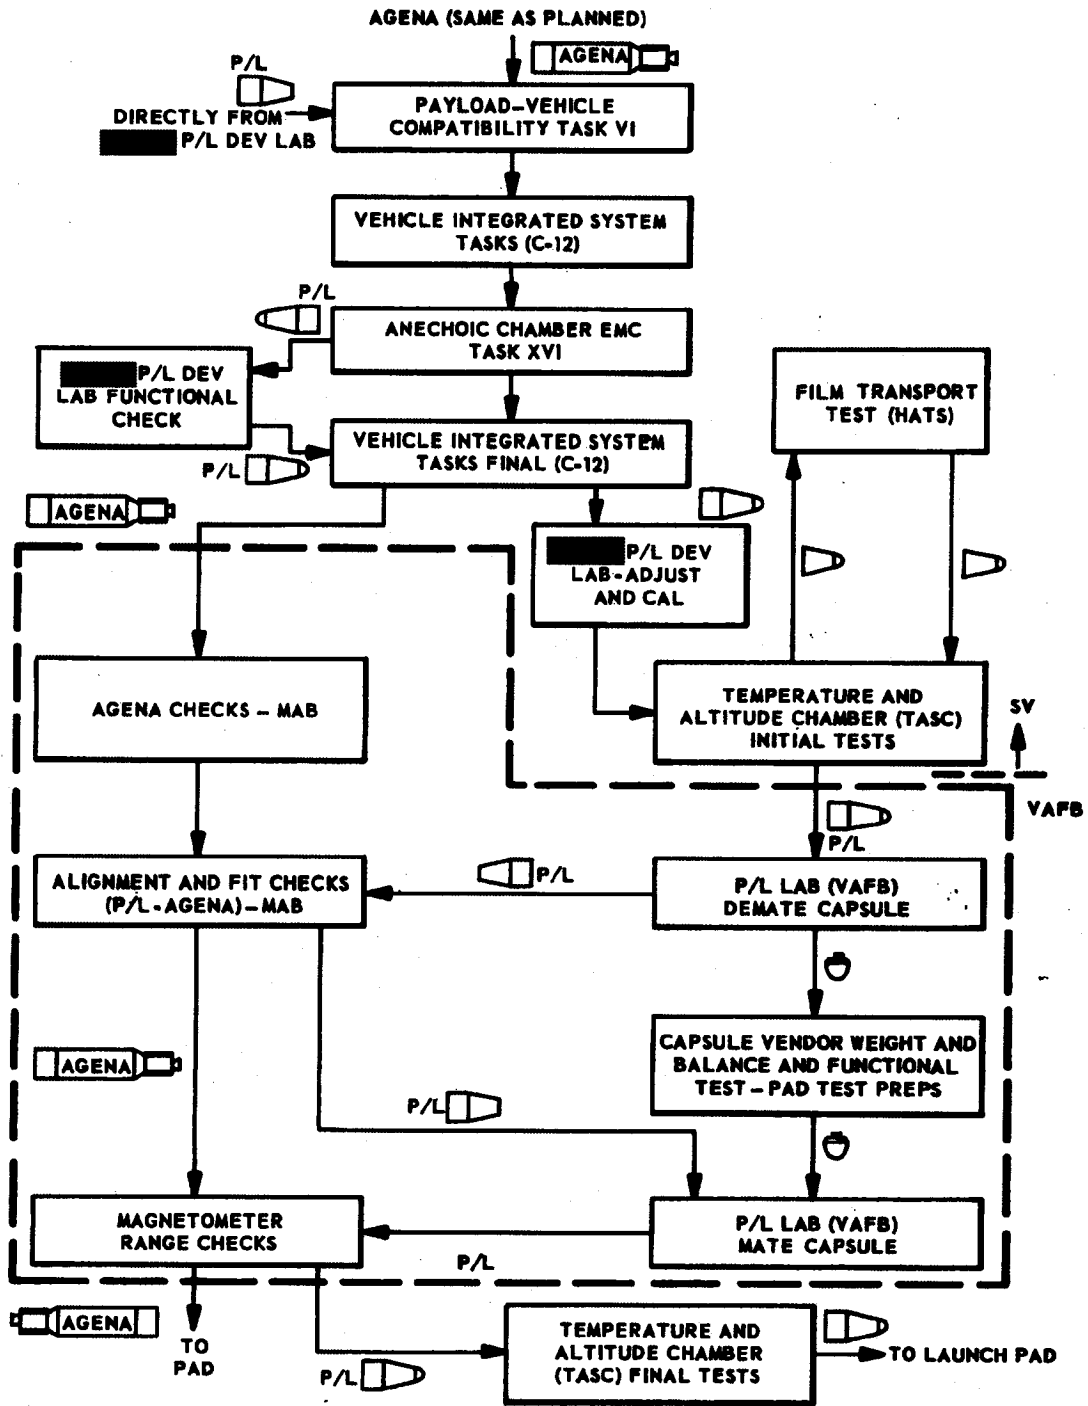 AGENA (SAME AS PLANNED)
AGENA
P/L
DIRECTLY FROM
P/L DEV LAB
PAYLOAD-VEHICLE
COMPATIBILITY TASK VI
VEHICLE INTEGRATED SYSTEM
TASKS (C-12)
P/L
ANECHOIC CHAMBER EMC
TASK XVI
P/L DEV
LAB FUNCTIONAL
CHECK
FILM TRANSPORT
TEST (HATS)
VEHICLE INTEGRATED SYSTEM
TASKS FINAL (C-12)
P/L
AGENA
P/L DEV
LAB-ADJUST
AND CAL
AGENA CHECKS - MAB
TEMPERATURE AND
ALTITUDE CHAMBER (TASC)
INITIAL TESTS
SV
VAFB
P/L
ALIGNMENT AND FIT CHECKS
(P/L-AGENA)-MAB
P/L
P/L LAB (VAFB)
DEMATE CAPSULE
CAPSULE VENDOR WEIGHT AND
BALANCE AND FUNCTIONAL
TEST-PAD TEST PREPS
AGENA
P/L
MAGNETOMETER
RANGE CHECKS
P/L LAB (VAFB)
MATE CAPSULE
P/L
AGENA
TO
PAD
P/L
TEMPERATURE AND
ALTITUDE CHAMBER
(TASC) FINAL TESTS
TO LAUNCH PAD